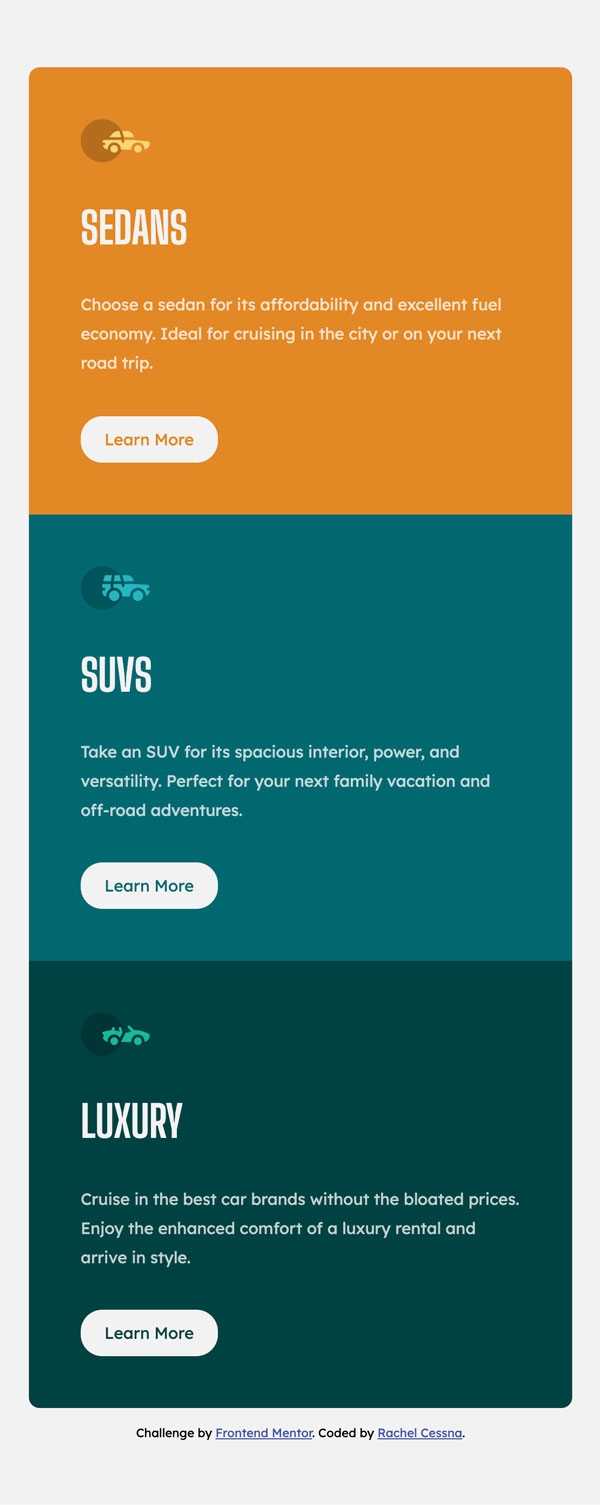 SEDANS
Choose a sedan for its affordability and excellent fuel
economy. Ideal for cruising in the city or on your next
road trip.
Learn More
SUVS
Take an SUV for its spacious interior, power, and
versatility. Perfect for your next family vacation and
off-road adventures.
Learn More
LUXURY
Cruise in the best car brands without the bloated prices.
Enjoy the enhanced comfort of a luxury rental and
arrive in style.
Learn More
Challenge by Frontend Mentor. Coded by Rachel Cessna.